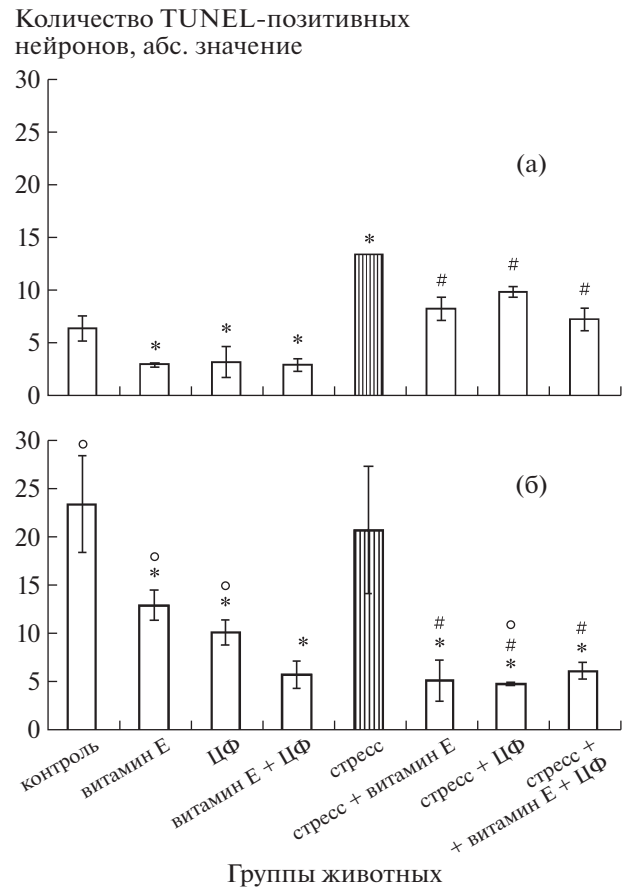 Количество TUNEL-позитивных
нейронов, абс. значение
30
25
20
15
10
5
0
(а)
*
*
*
*
#
#
#
30
25
20
15
10
5
0
(б)
○
○
*
○
*
*
#
*
○
#
*
#
*
контроль
витамин Е
ЦФ
витамин Е + ЦФ
стресс
стресс + витамин Е
стресс + ЦФ
стресс +
+ витамин Е + ЦФ
Группы животных